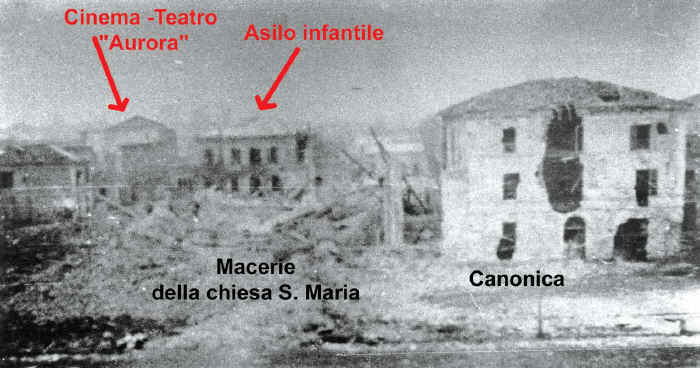 Cinema -Teatro
"Aurora"
Asilo infantile
Macerie
della chiesa S. Maria
Canonica